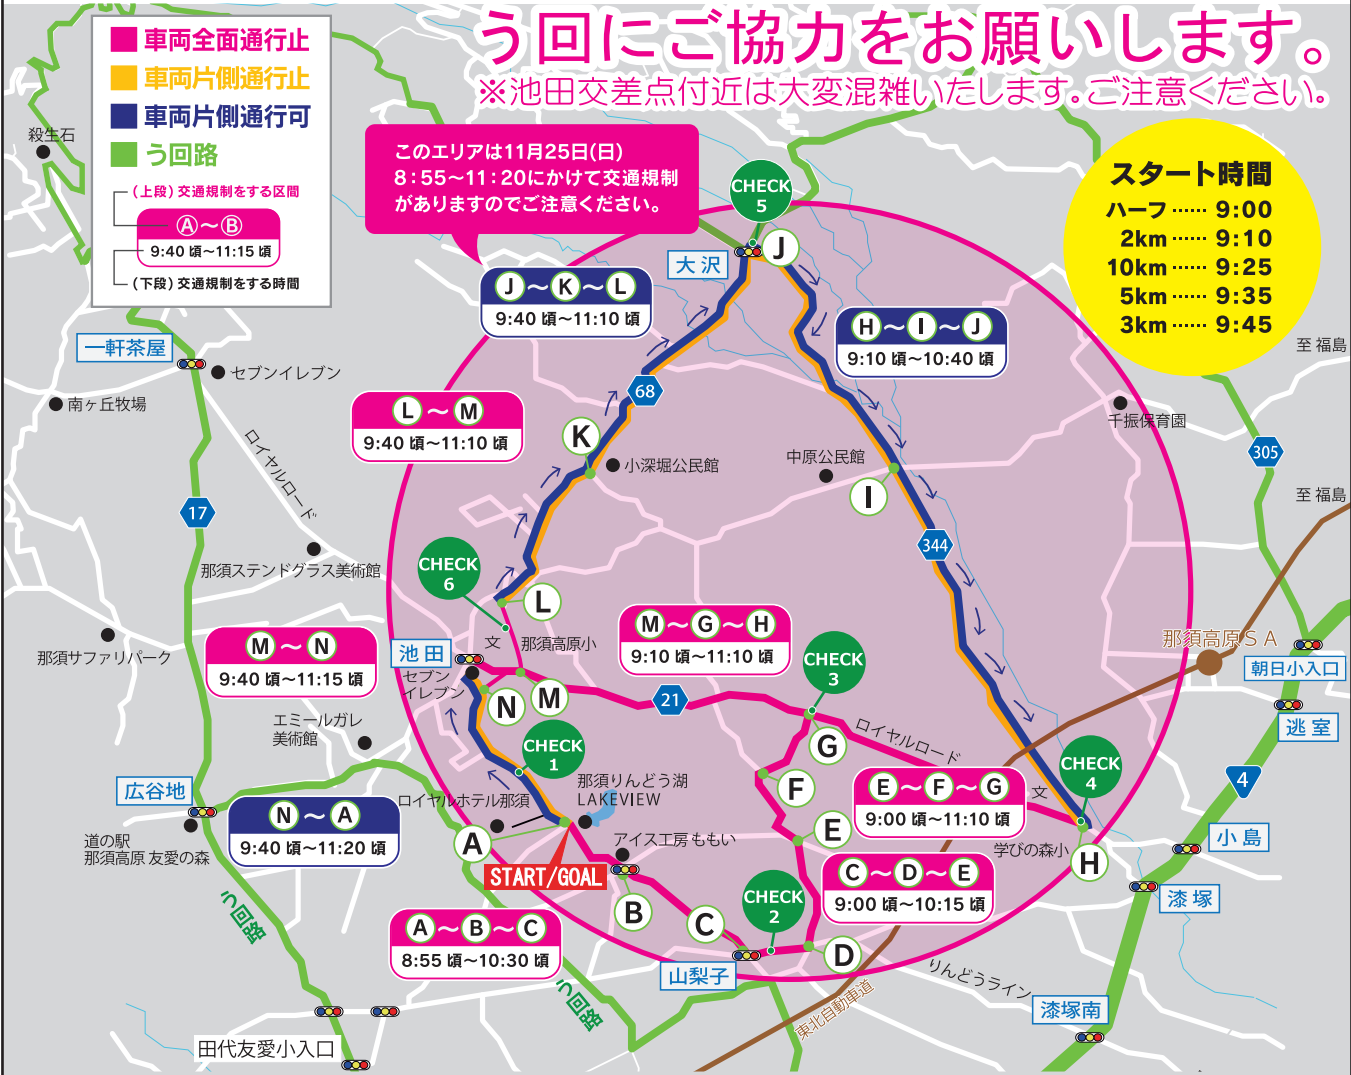 う回にご協力をお願いします。
※池田交差点付近は大変混雑いたします。ご注意ください。
車両全面通行止
車両片側通行止
車両片側通行可
う回路
(上段)交通規制をする区間
A〜B
9:40 頃〜11:15 頃
(下段)交通規制をする時間
このエリアは11月25日(日)
8:55〜11:20にかけて交通規制
がありますのでご注意ください。
スタート時間
ハーフ …… 9:00
2km …… 9:10
10km …… 9:25
5km …… 9:35
3km …… 9:45
殺生石
一軒茶屋
セブンイレブン
南ヶ丘牧場
ロイヤルロード
17
那須ステンドグラス美術館
那須サファリパーク
エミールガレ
美術館
広谷地
道の駅
那須高原 友愛の森
う回路
田代友愛小入口
CHECK
5
大沢
J
J〜K〜L
9:40 頃〜11:10 頃
H〜I〜J
9:10 頃〜10:40 頃
L〜M
9:40 頃〜11:10 頃
68
K
小深堀公民館
中原公民館
I
千振保育園
至 福島
305
至 福島
344
CHECK
6
L
文
那須高原小
M〜G〜H
9:10 頃〜11:10 頃
M〜N
9:40 頃〜11:15 頃
池田
セブン
イレブン
N
M
21
CHECK
3
G
ロイヤルロード
那須高原SA
朝日小入口
逃室
4
CHECK
1
那須りんどう湖
LAKEVIEW
ロイヤルホテル那須
F
E〜F〜G
9:00 頃〜11:10 頃
文
CHECK
4
N〜A
9:40 頃〜11:20 頃
A
START/GOAL
アイス工房 ももい
E
学びの森小
H
小島
漆塚
C〜D〜E
9:00 頃〜10:15 頃
B
C
CHECK
2
D
A〜B〜C
8:55 頃〜10:30 頃
山梨子
う回路
りんどうライン
東北自動車道
漆塚南